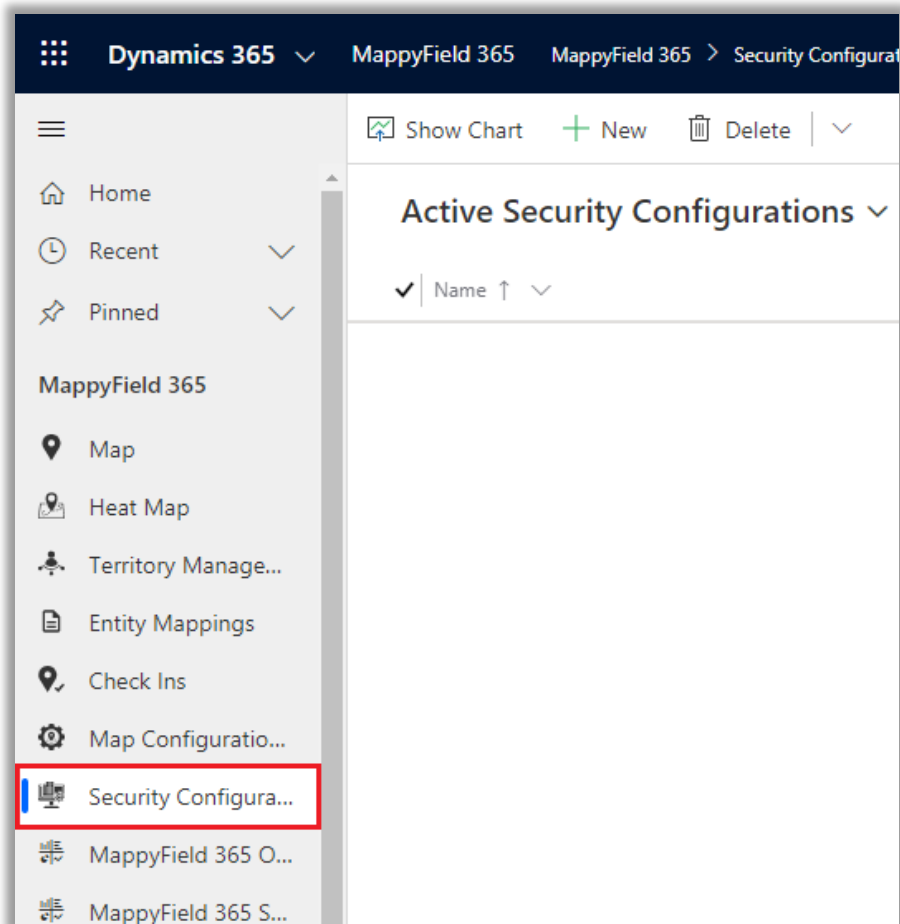 Dynamics 365 MappyField 365 MappyField 365 > Security Configurat
Show Chart New Delete
Home
Recent
Pinned
MappyField 365
Map
Heat Map
Territory Manage...
Entity Mappings
Check Ins
Map Configuratio...
Security Configura...
MappyField 365 O...
MappyField 365 S...
Active Security Configurations
Name ↑